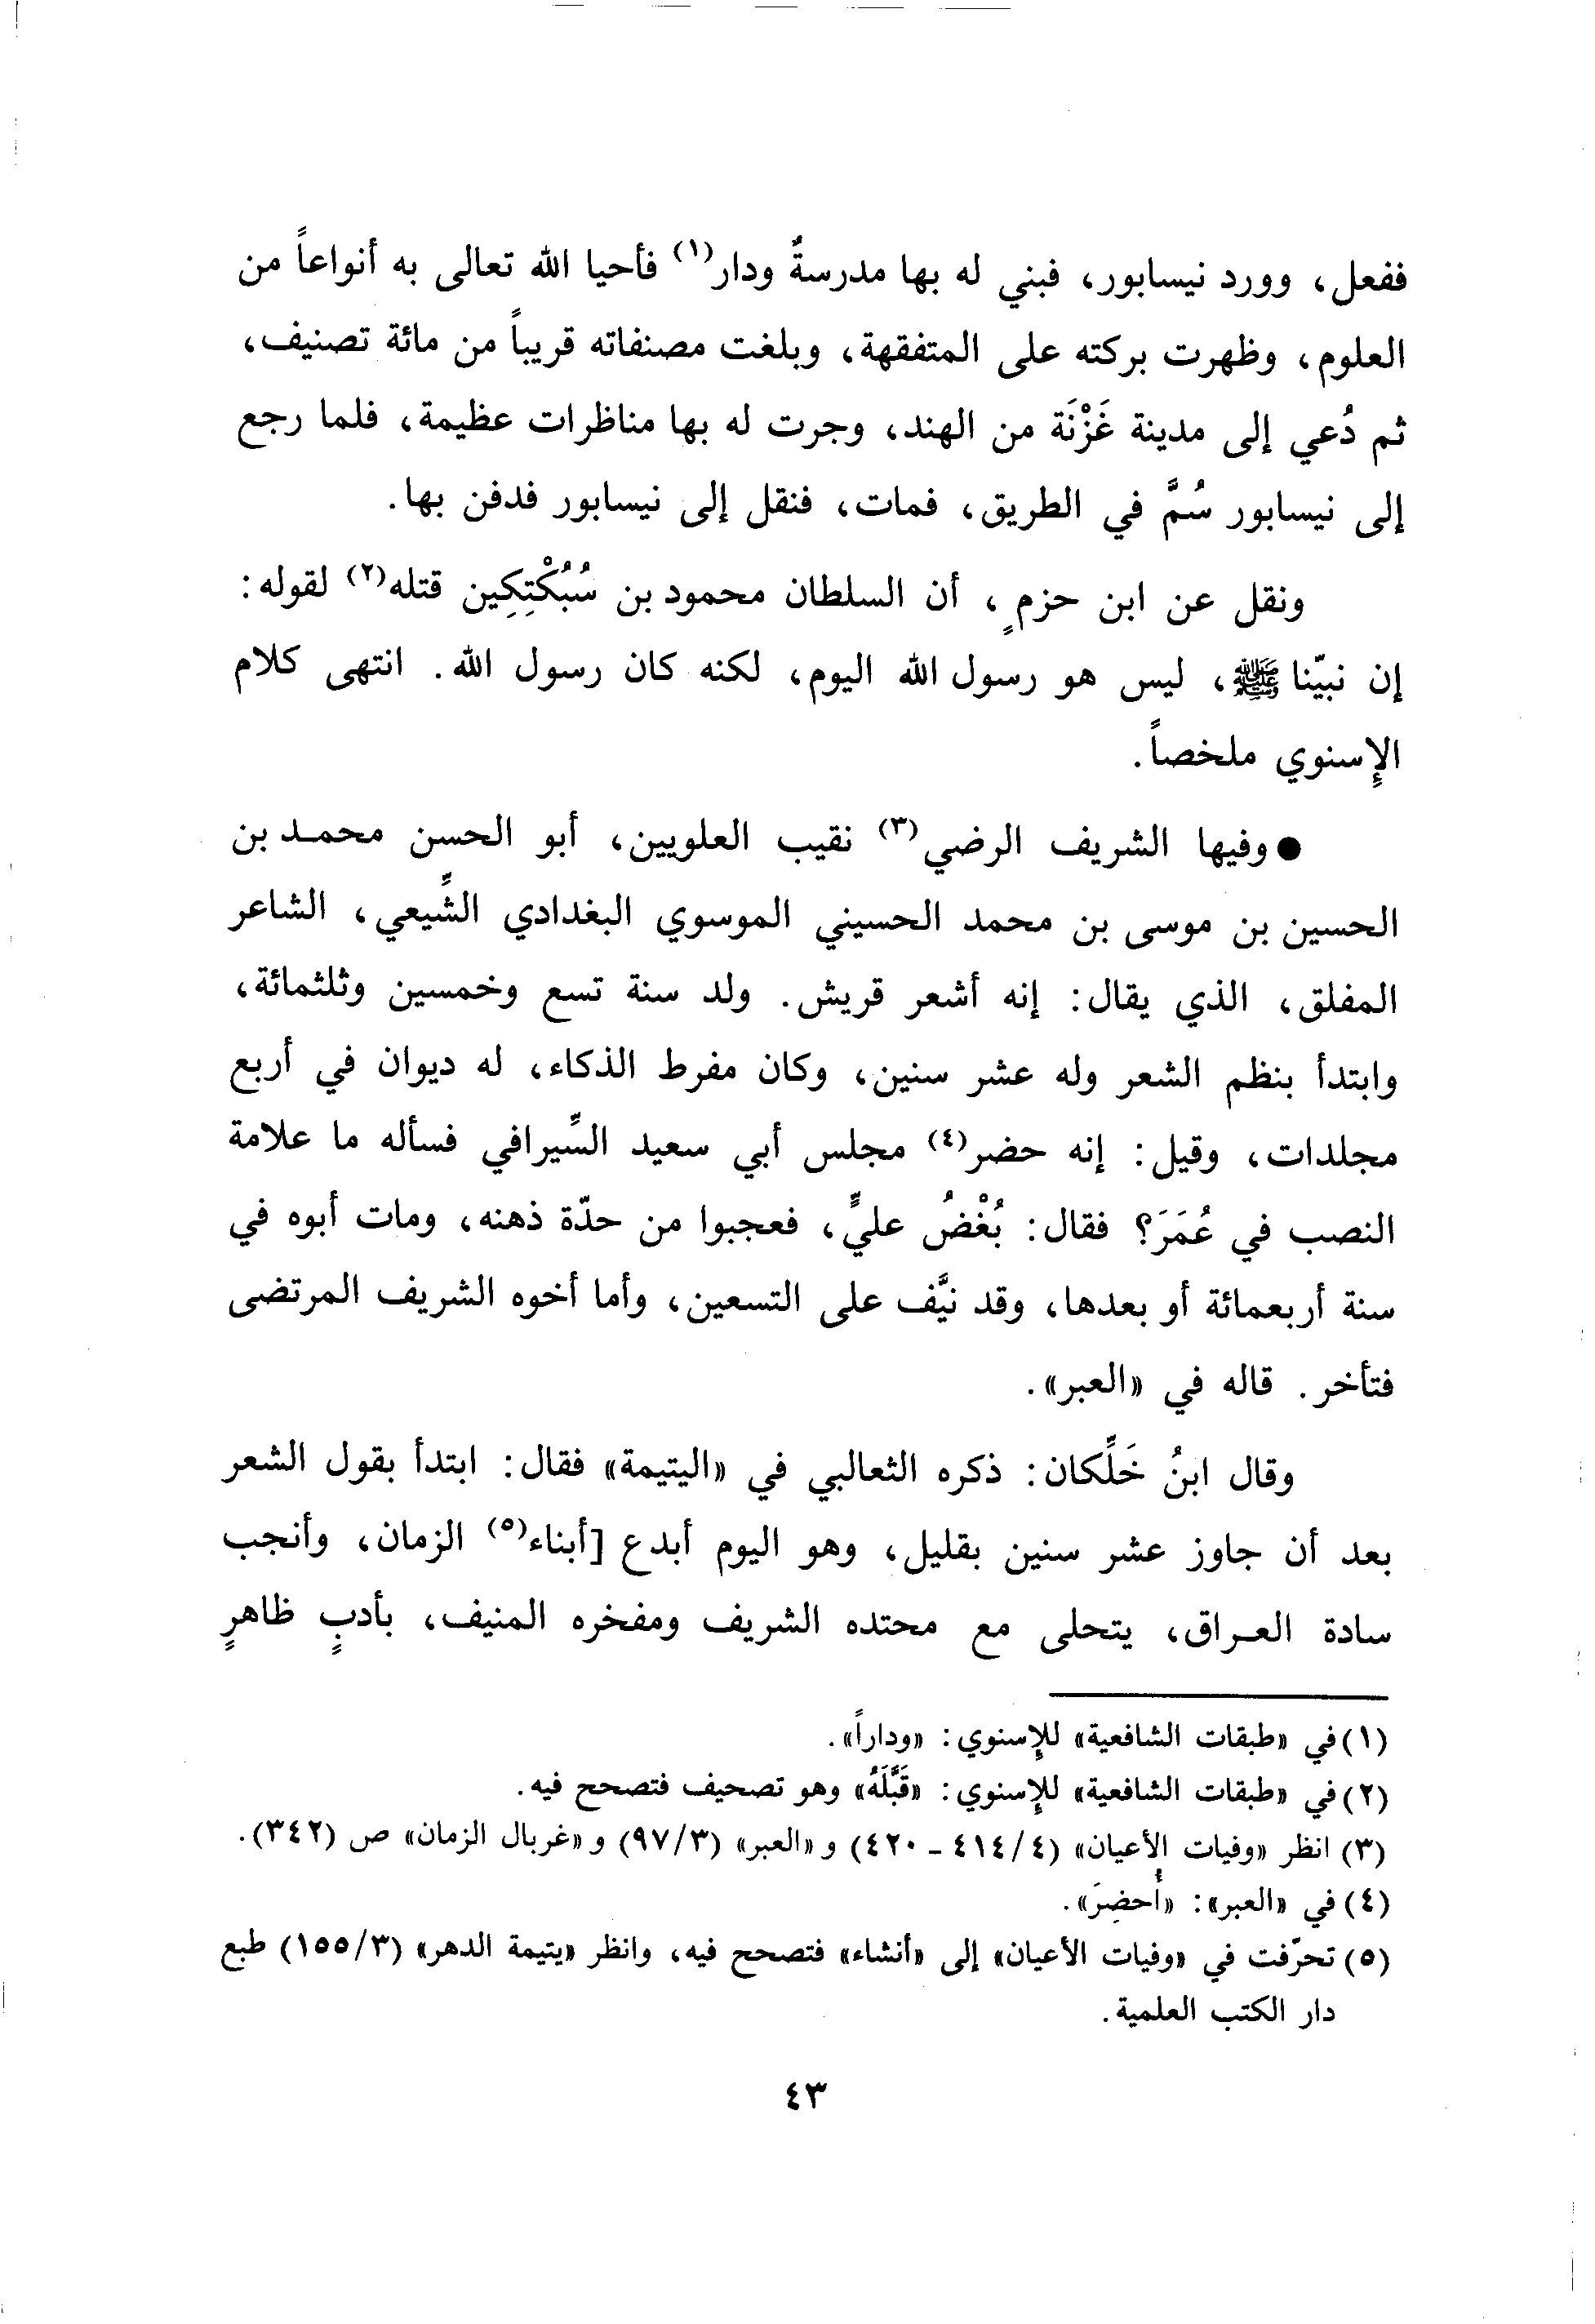 ففعل، وورد نيسابور، فبني له بها مدرسةٌ ودار(١) فأحيا الله تعالى به أنواعاً من
العلوم، وظهرت بركته على المتفقهة، وبلغت مصنفاته قريباً من مائة تصنيف،
ثم دُعي إلى مدينة غَزْنَة من الهند، وجرت له بها مناظرات عظيمة، فلما رجع
إلى نيسابور سُمَّ في الطريق، فمات، فنقل إلى نيسابور فدفن بها.
ونقل عن ابن حزمٍ، أن السلطان محمود بن سُبُكْتِكِين قتله(٢) لقوله:
إن نبيّنا ﷺ، ليس هو رسول الله اليوم، لكنه كان رسول الله. انتهى كلام
الإِسنوي ملخصاً.
● وفيها الشريف الرضي(٣) نقيب العلويين، أبو الحسن محمد بن
الحسين بن موسى بن محمد الحسيني الموسوي البغدادي الشِّيعي، الشاعر
المفلق، الذي يقال: إنه أشعر قريش. ولد سنة تسع وخمسين وثلثمائة،
وابتدأ بنظم الشعر وله عشر سنين، وكان مفرط الذكاء، له ديوان في أربع
مجلدات، وقيل: إنه حضر(٤) مجلس أبي سعيد السِّيرافي فسأله ما علامة
النصب في عُمَرَ؟ فقال: بُغْضُ عليٍّ، فعجبوا من حدّة ذهنه، ومات أبوه في
سنة أربعمائة أو بعدها، وقد نيَّف على التسعين، وأما أخوه الشريف المرتضى
فتأخر. قاله في «العبر».
وقال ابنُ خَلِّكان: ذكره الثعالبي في «اليتيمة» فقال: ابتدأ بقول الشعر
بعد أن جاوز عشر سنين بقليل، وهو اليوم أبدع [أبناء(٥) الزمان، وأنجب
سادة العراق، يتحلى مع محتده الشريف ومفخره المنيف، بأدبٍ ظاهرٍ
(١) في «طبقات الشافعية» للإِسنوي: «وداراً».
(٢) في «طبقات الشافعية» للإِسنوي: «قَبَّلَهُ» وهو تصحيف فتصحح فيه.
(٣) انظر «وفيات الأعيان» (٤/٤١٤ - ٤٢٠) و«العبر» (٣/٩٧) و«غربال الزمان» ص (٣٤٢).
(٤) في «العبر»: «أُحضِرَ».
(٥) تحرّفت في «وفيات الأعيان» إلى «أنشاء» فتصحح فيه، وانظر «يتيمة الدهر» (٣/١٥٥) طبع
دار الكتب العلمية.
٤٣